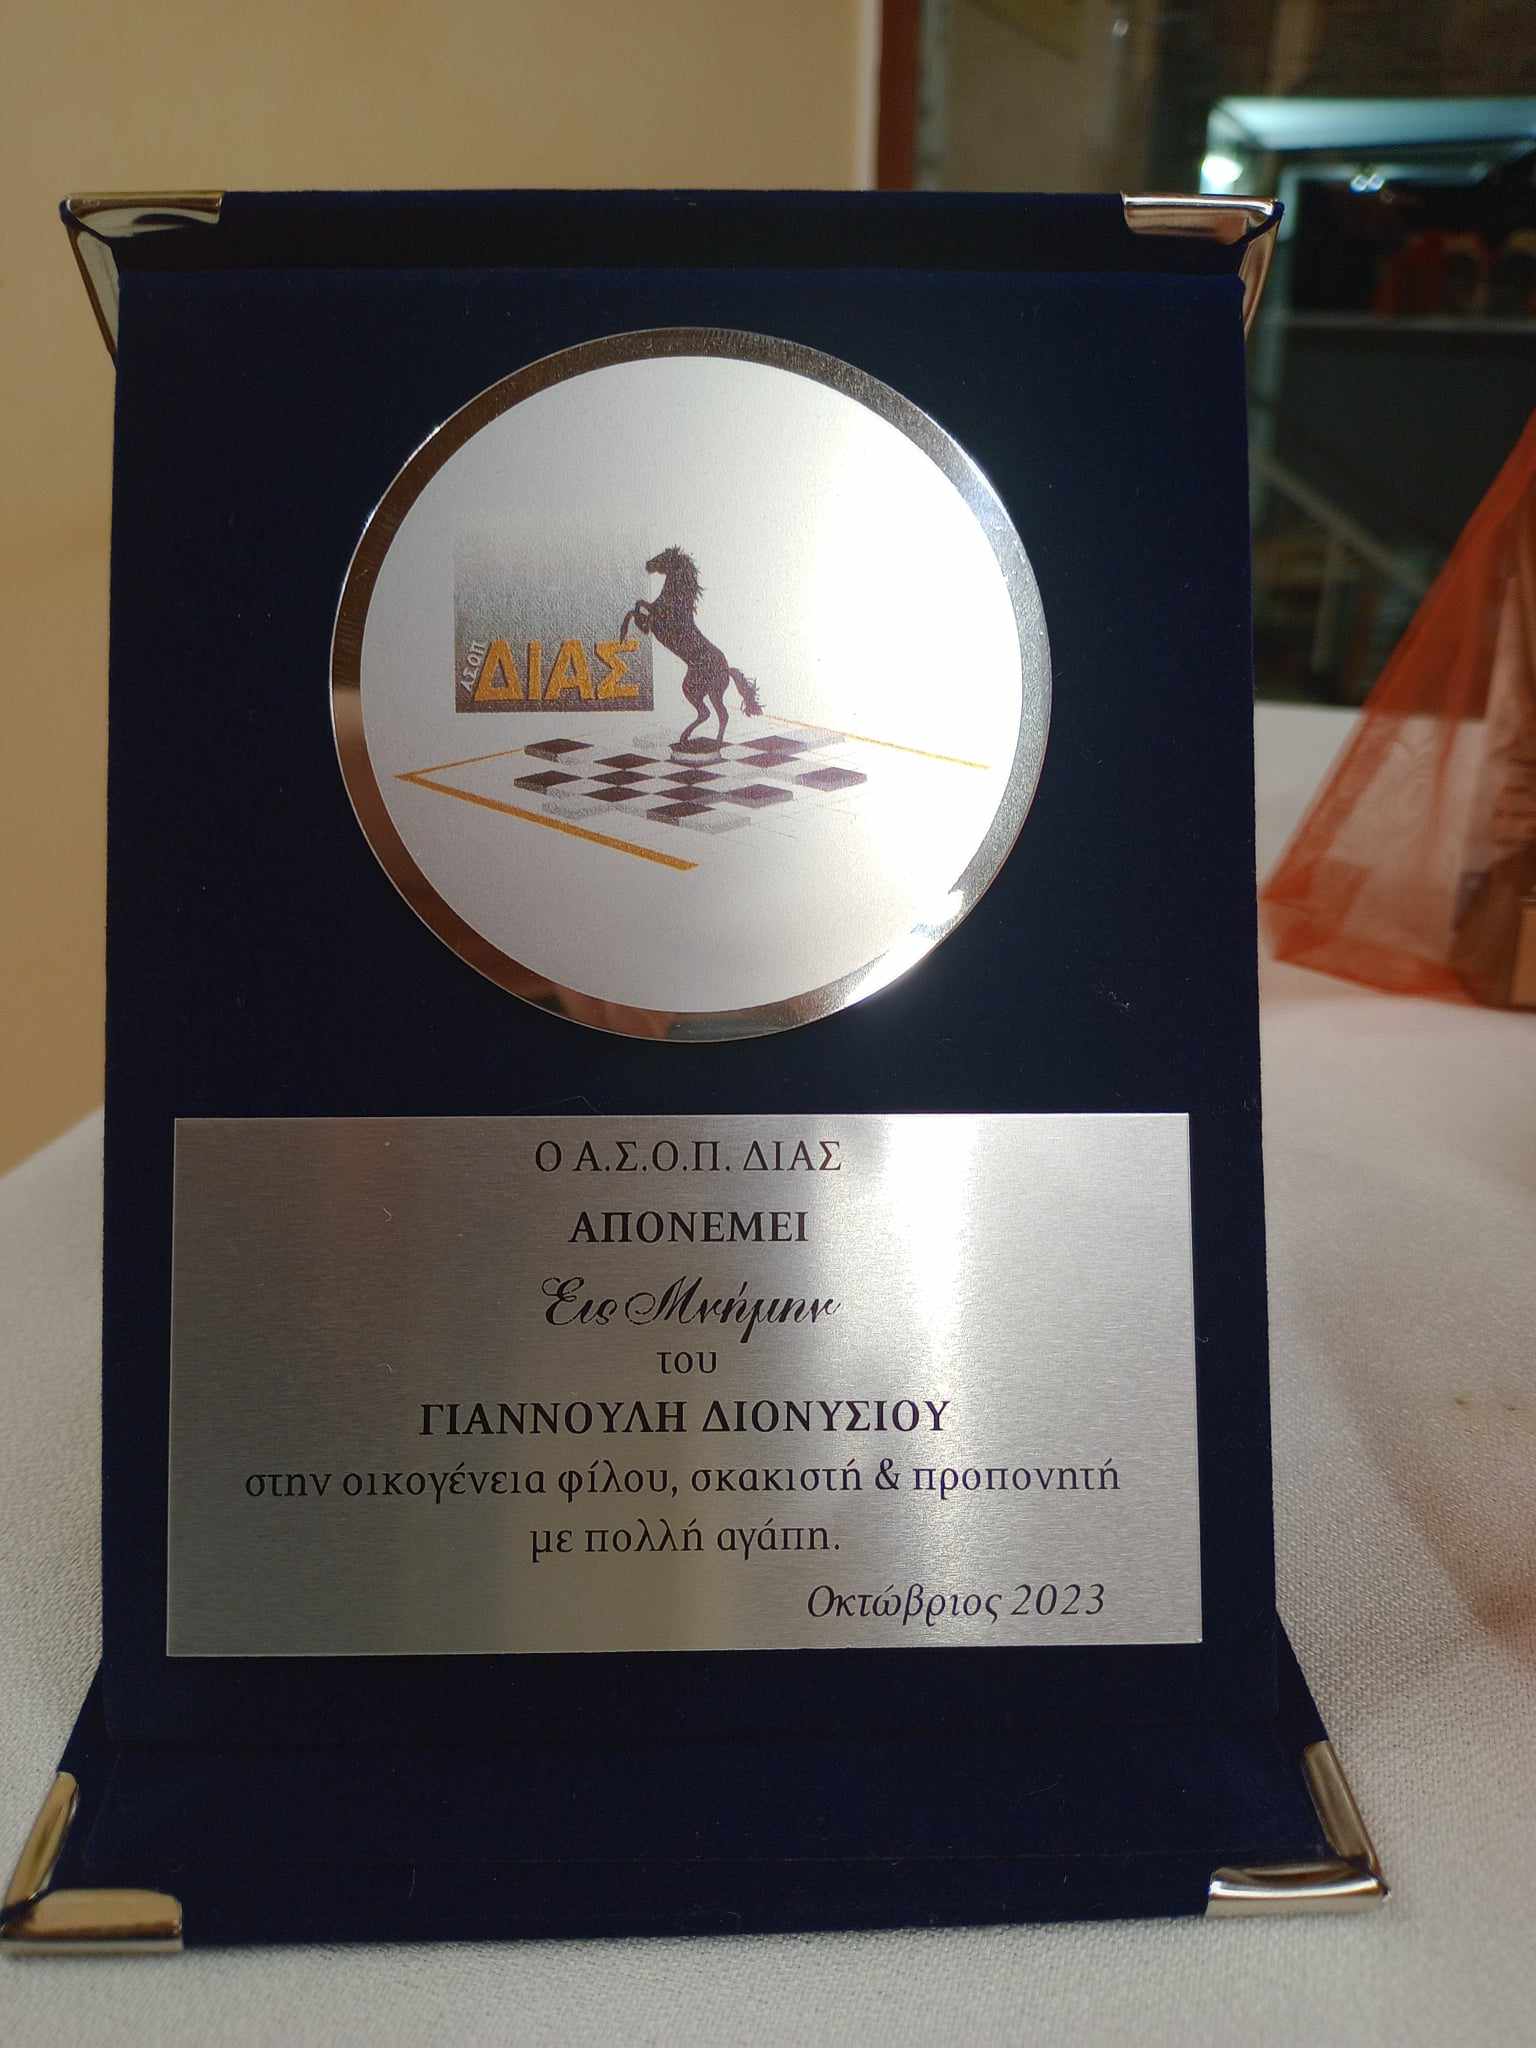 ΑΣΟΠ
ΔΙΑΣ
Ο Α.Σ.Ο.Π. ΔΙΑΣ
ΑΠΟΝΕΜΕΙ
Εις Μνήμην
του
ΓΙΑΝΝΟΥΛΗ ΔΙΟΝΥΣΙΟΥ
στην οικογένεια φίλου, σκακιστή & προπονητή
με πολλή αγάπη.
Οκτώβριος 2023